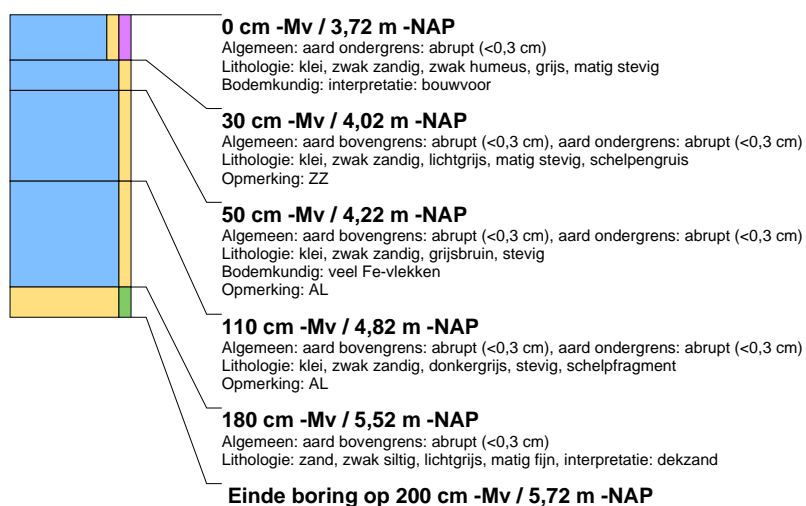 0 cm -Mv / 3,72 m -NAP
Algemeen: aard ondergrens: abrupt (<0,3 cm)
Lithologie: klei, zwak zandig, zwak humeus, grijs, matig stevig
Bodemkundig: interpretatie: bouwvoor
30 cm -Mv / 4,02 m -NAP
Algemeen: aard bovengrens: abrupt (<0,3 cm), aard ondergrens: abrupt (<0,3 cm)
Lithologie: klei, zwak zandig, lichtgrijs, matig stevig, schelpengruis
Opmerking: ZZ
50 cm -Mv / 4,22 m -NAP
Algemeen: aard bovengrens: abrupt (<0,3 cm), aard ondergrens: abrupt (<0,3 cm)
Lithologie: klei, zwak zandig, grijsbruin, stevig
Bodemkundig: veel Fe-vlekken
Opmerking: AL
110 cm -Mv / 4,82 m -NAP
Algemeen: aard bovengrens: abrupt (<0,3 cm), aard ondergrens: abrupt (<0,3 cm)
Lithologie: klei, zwak zandig, donkergrijs, stevig, schelpfragment
Opmerking: AL
180 cm -Mv / 5,52 m -NAP
Algemeen: aard bovengrens: abrupt (<0,3 cm)
Lithologie: zand, zwak siltig, lichtgrijs, matig fijn, interpretatie: dekzand
Einde boring op 200 cm -Mv / 5,72 m -NAP